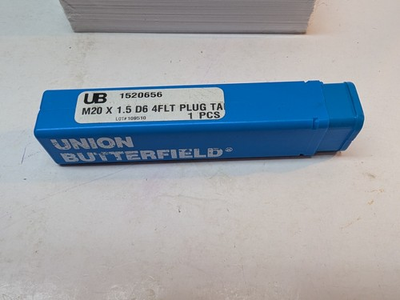 UB 1520656
M20 X 1.5 D6 4FLT PLUG TA
1 PCS
UNION
BUTTERFIELD®